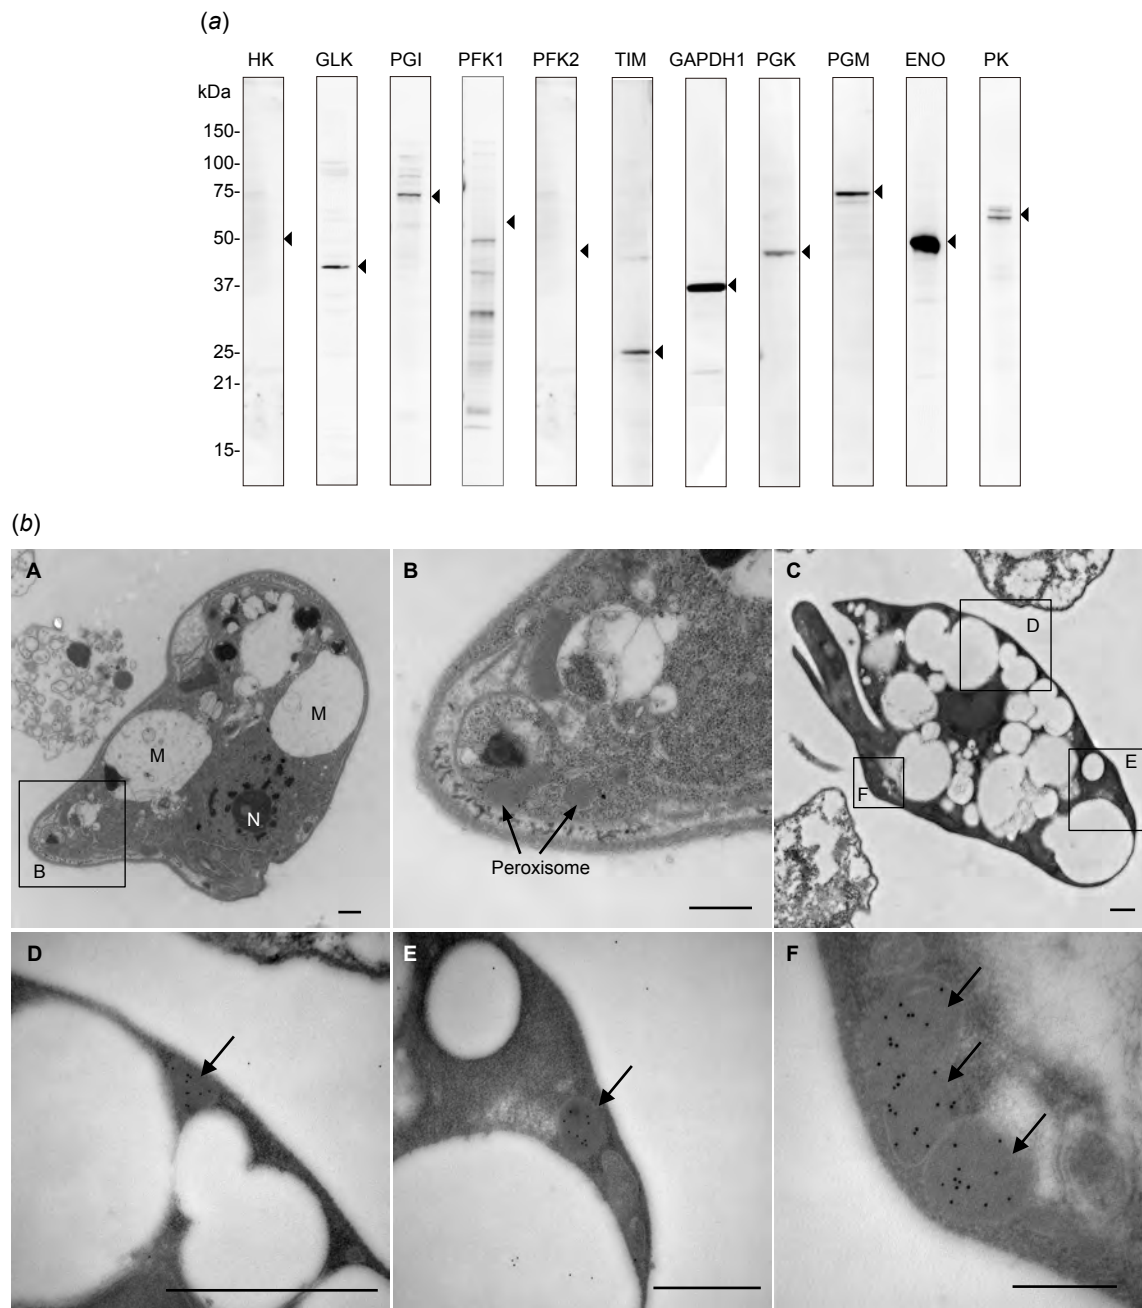 (a)
HK GLK PGI PFK1 PFK2 TIM GAPDH1 PGK PGM ENO PK
kDa
150-
100-
75-
50-
37-
25-
21-
15-
(b)
A
M
M
N
B
B
Peroxisome
C
D
E
F
D
E
F